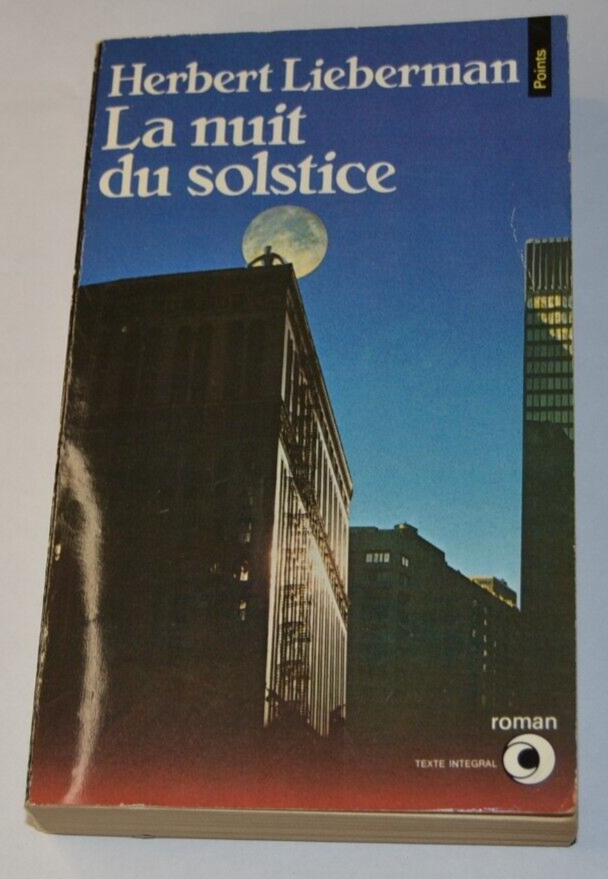 Herbert Lieberman
La nuit
du solstice
Points
roman
TEXTE INTEGRAL